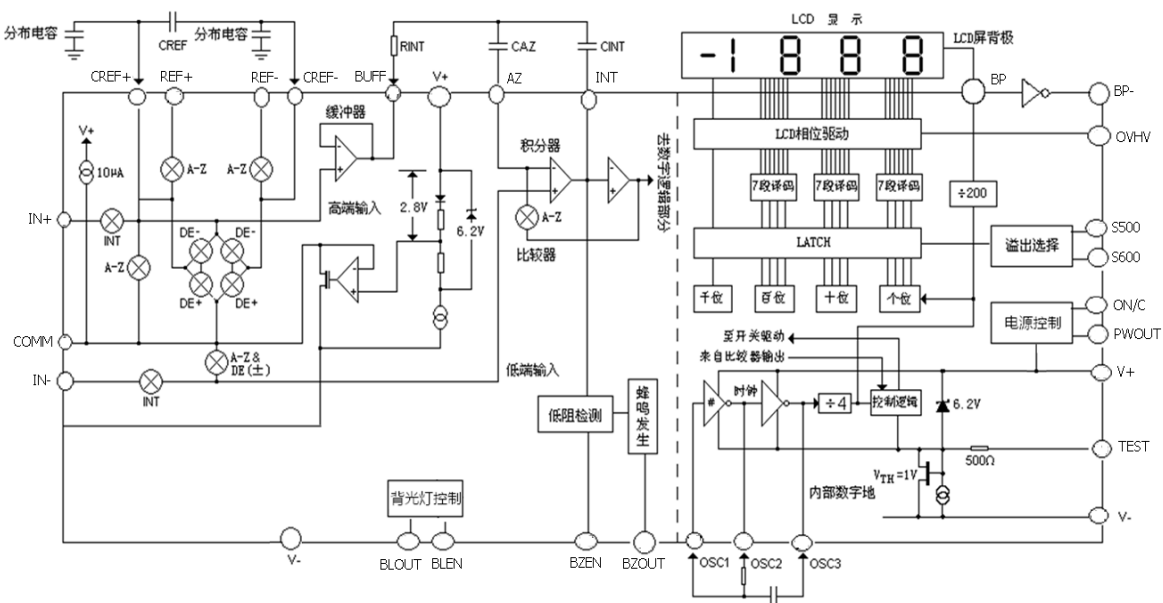 LCD 显 示
分布电容
CREF
分布电容
RINT
CAZ
CINT
-1 8 8 8
LCD屏背极
CREF+
REF+
REF-
CREF-
BUFF
V+
AZ
INT
BP
BP-
V+
缓冲器
积分器
去数字逻辑部分
LCD相位驱动
OVHV
10μA
A-Z
A-Z
2.8V
6.2V
A-Z
7段译码
7段译码
7段译码
÷200
IN+
INT
高端输入
比较器
DE-
DE-
A-Z
DE+
DE+
LATCH
溢出选择
S500
S600
千位
百位
十位
个位
ON/C
电源控制
PWOUT
COMM
A-Z &
DE(±)
至开关驱动
来自比较器输出
IN-
INT
低端输入
V+
#
时钟
÷4
控制逻辑
6.2V
低阻检测
蜂鸣发生
TEST
500Ω
VTH=1V
内部数字地
背光灯控制
V-
V-
BLOUT
BLEN
BZEN
BZOUT
OSC1
OSC2
OSC3